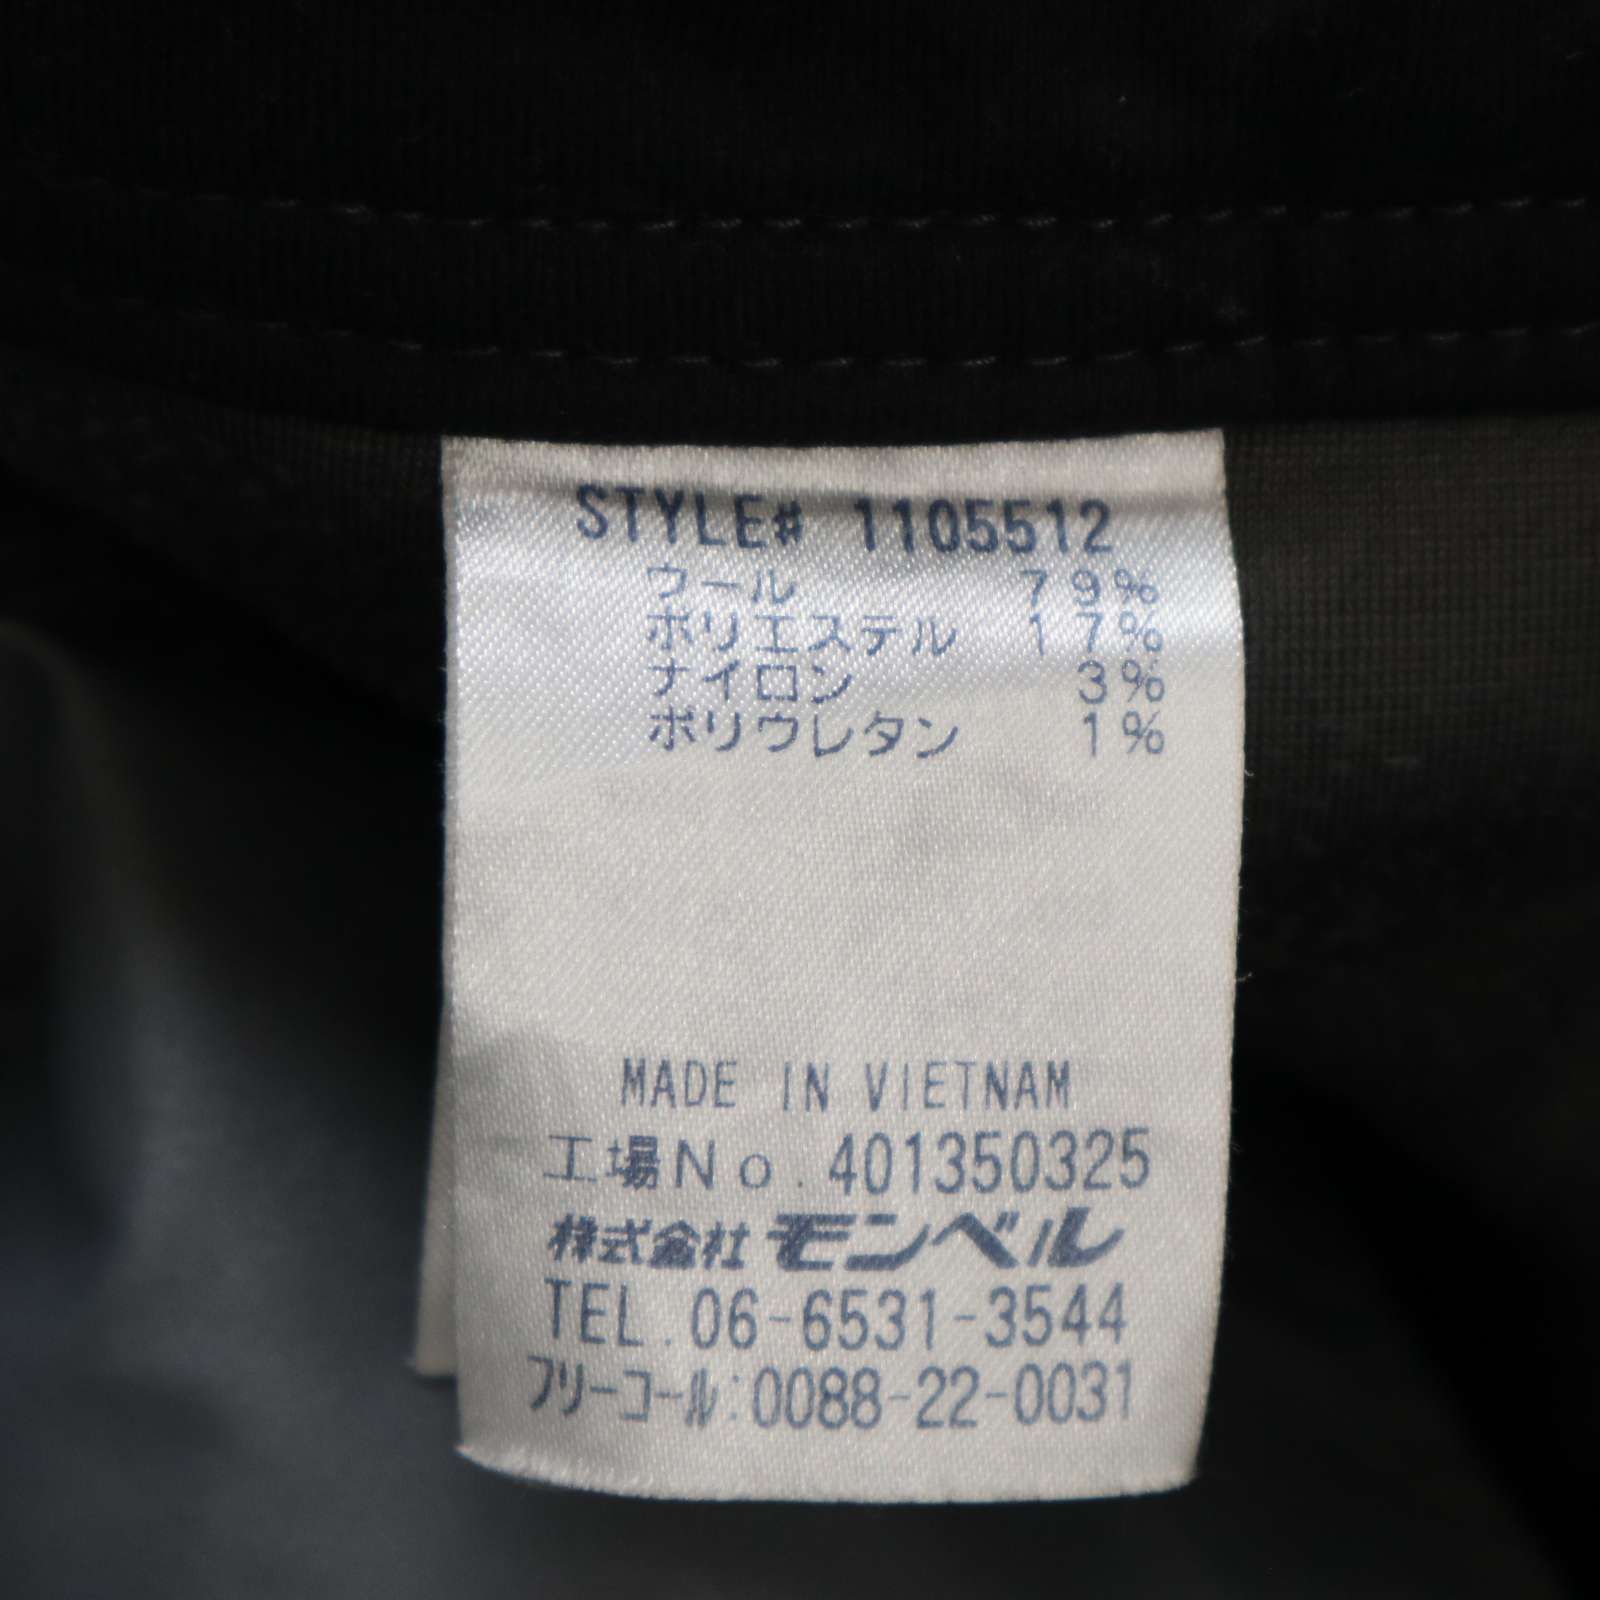 STYLE# 1105512
ウール 79%
ポリエステル 17%
ナイロン 3%
ポリウレタン 1%
MADE IN VIETNAM
工場No.401350325
株式会社モンベル
TEL.06-6531-3544
フリーコール:0088-22-0031